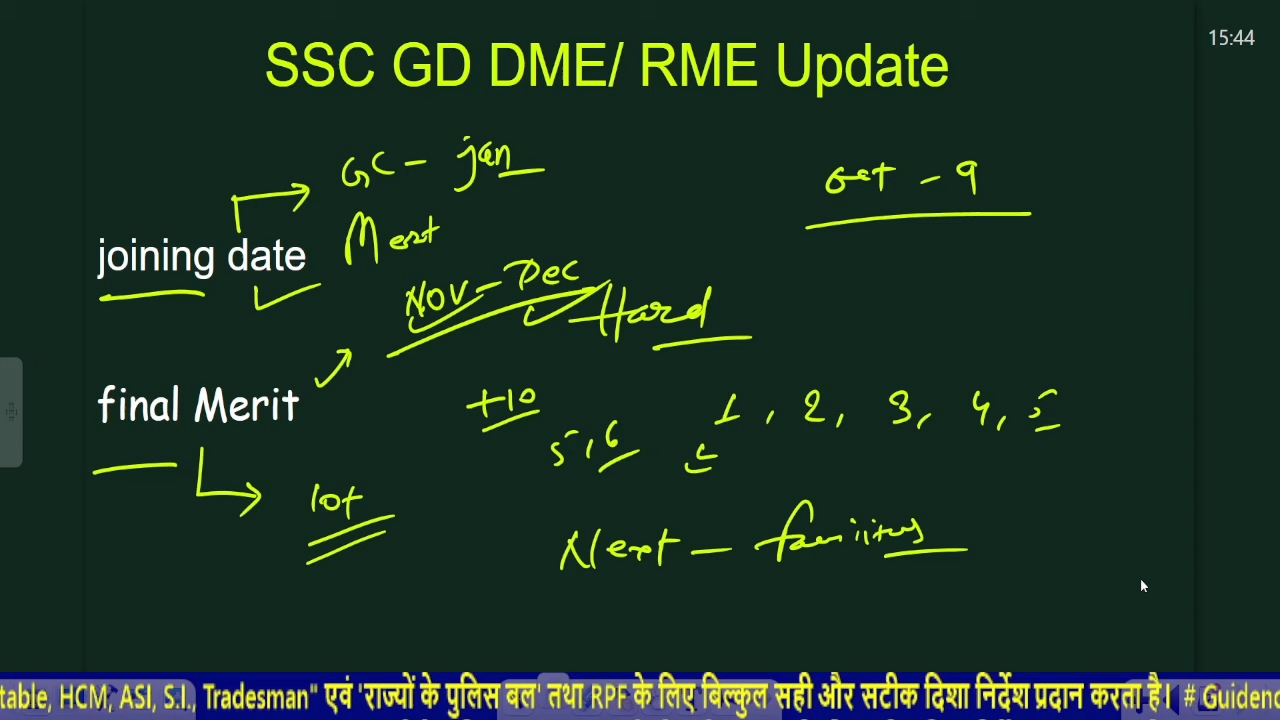 15:44
SSC GD DME/ RME Update
GC - jan
Oct - 9
joining date
Mert
Nov - Dec Hard
final Merit
+10
1, 2, 3, 4, 5
5, 6
lot
Next -
table, HCM, ASI, S.I., Tradesman" एवं 'राज्यों के पुलिस बल' तथा RPF के लिए बिल्कुल सही और सटीक दिशा निर्देश प्रदान करता है। # Guidenc